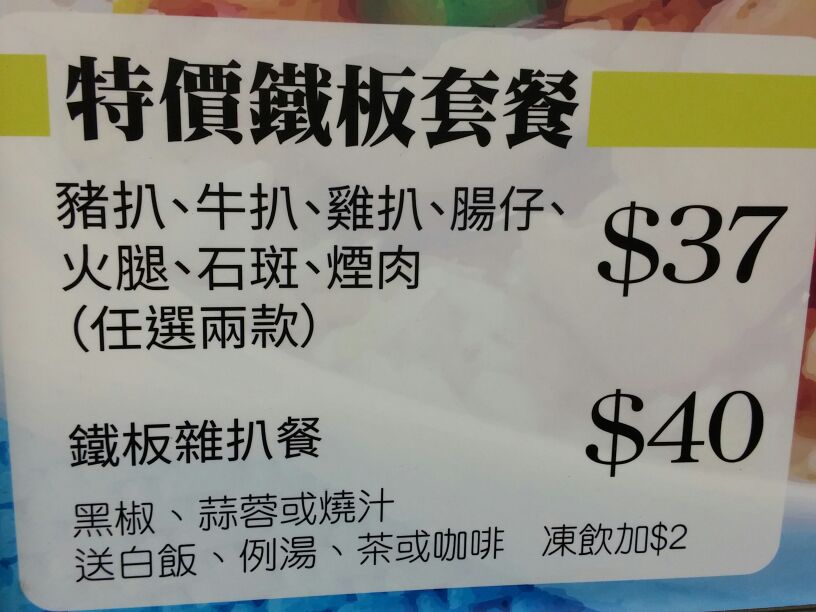 特價鐵板套餐
豬扒、牛扒、雞扒、腸仔、
火腿、石斑、煙肉
（任選兩款）
$37
鐵板雜扒餐
$40
黑椒、蒜蓉或燒汁
送白飯、例湯、茶或咖啡 凍飲加$2